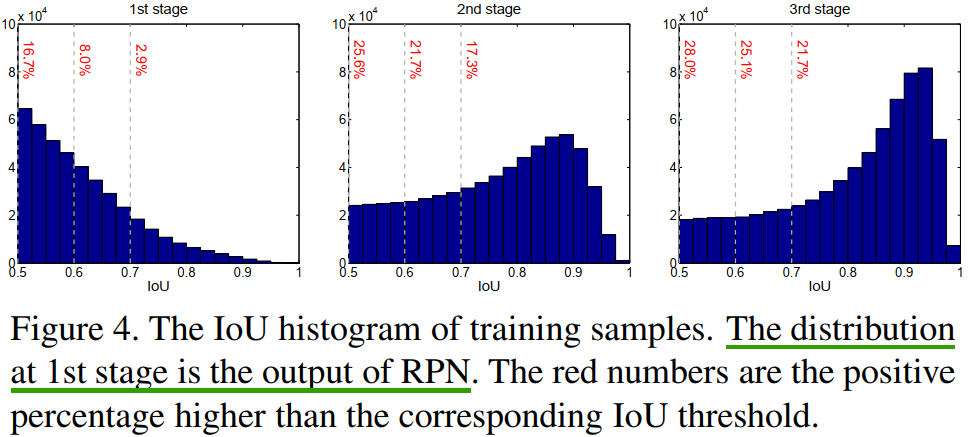 1st stage
10 x 10^4
8
6
4
2
0
16.7%
8.0%
2.9%
0.5 0.6 0.7 0.8 0.9 1
IoU
2nd stage
10 x 10^4
8
6
4
2
0
25.6%
21.7%
17.3%
0.5 0.6 0.7 0.8 0.9 1
IoU
3rd stage
10 x 10^4
8
6
4
2
0
28.0%
25.1%
21.7%
0.5 0.6 0.7 0.8 0.9 1
IoU
Figure 4. The IoU histogram of training samples. The distribution
at 1st stage is the output of RPN. The red numbers are the positive
percentage higher than the corresponding IoU threshold.